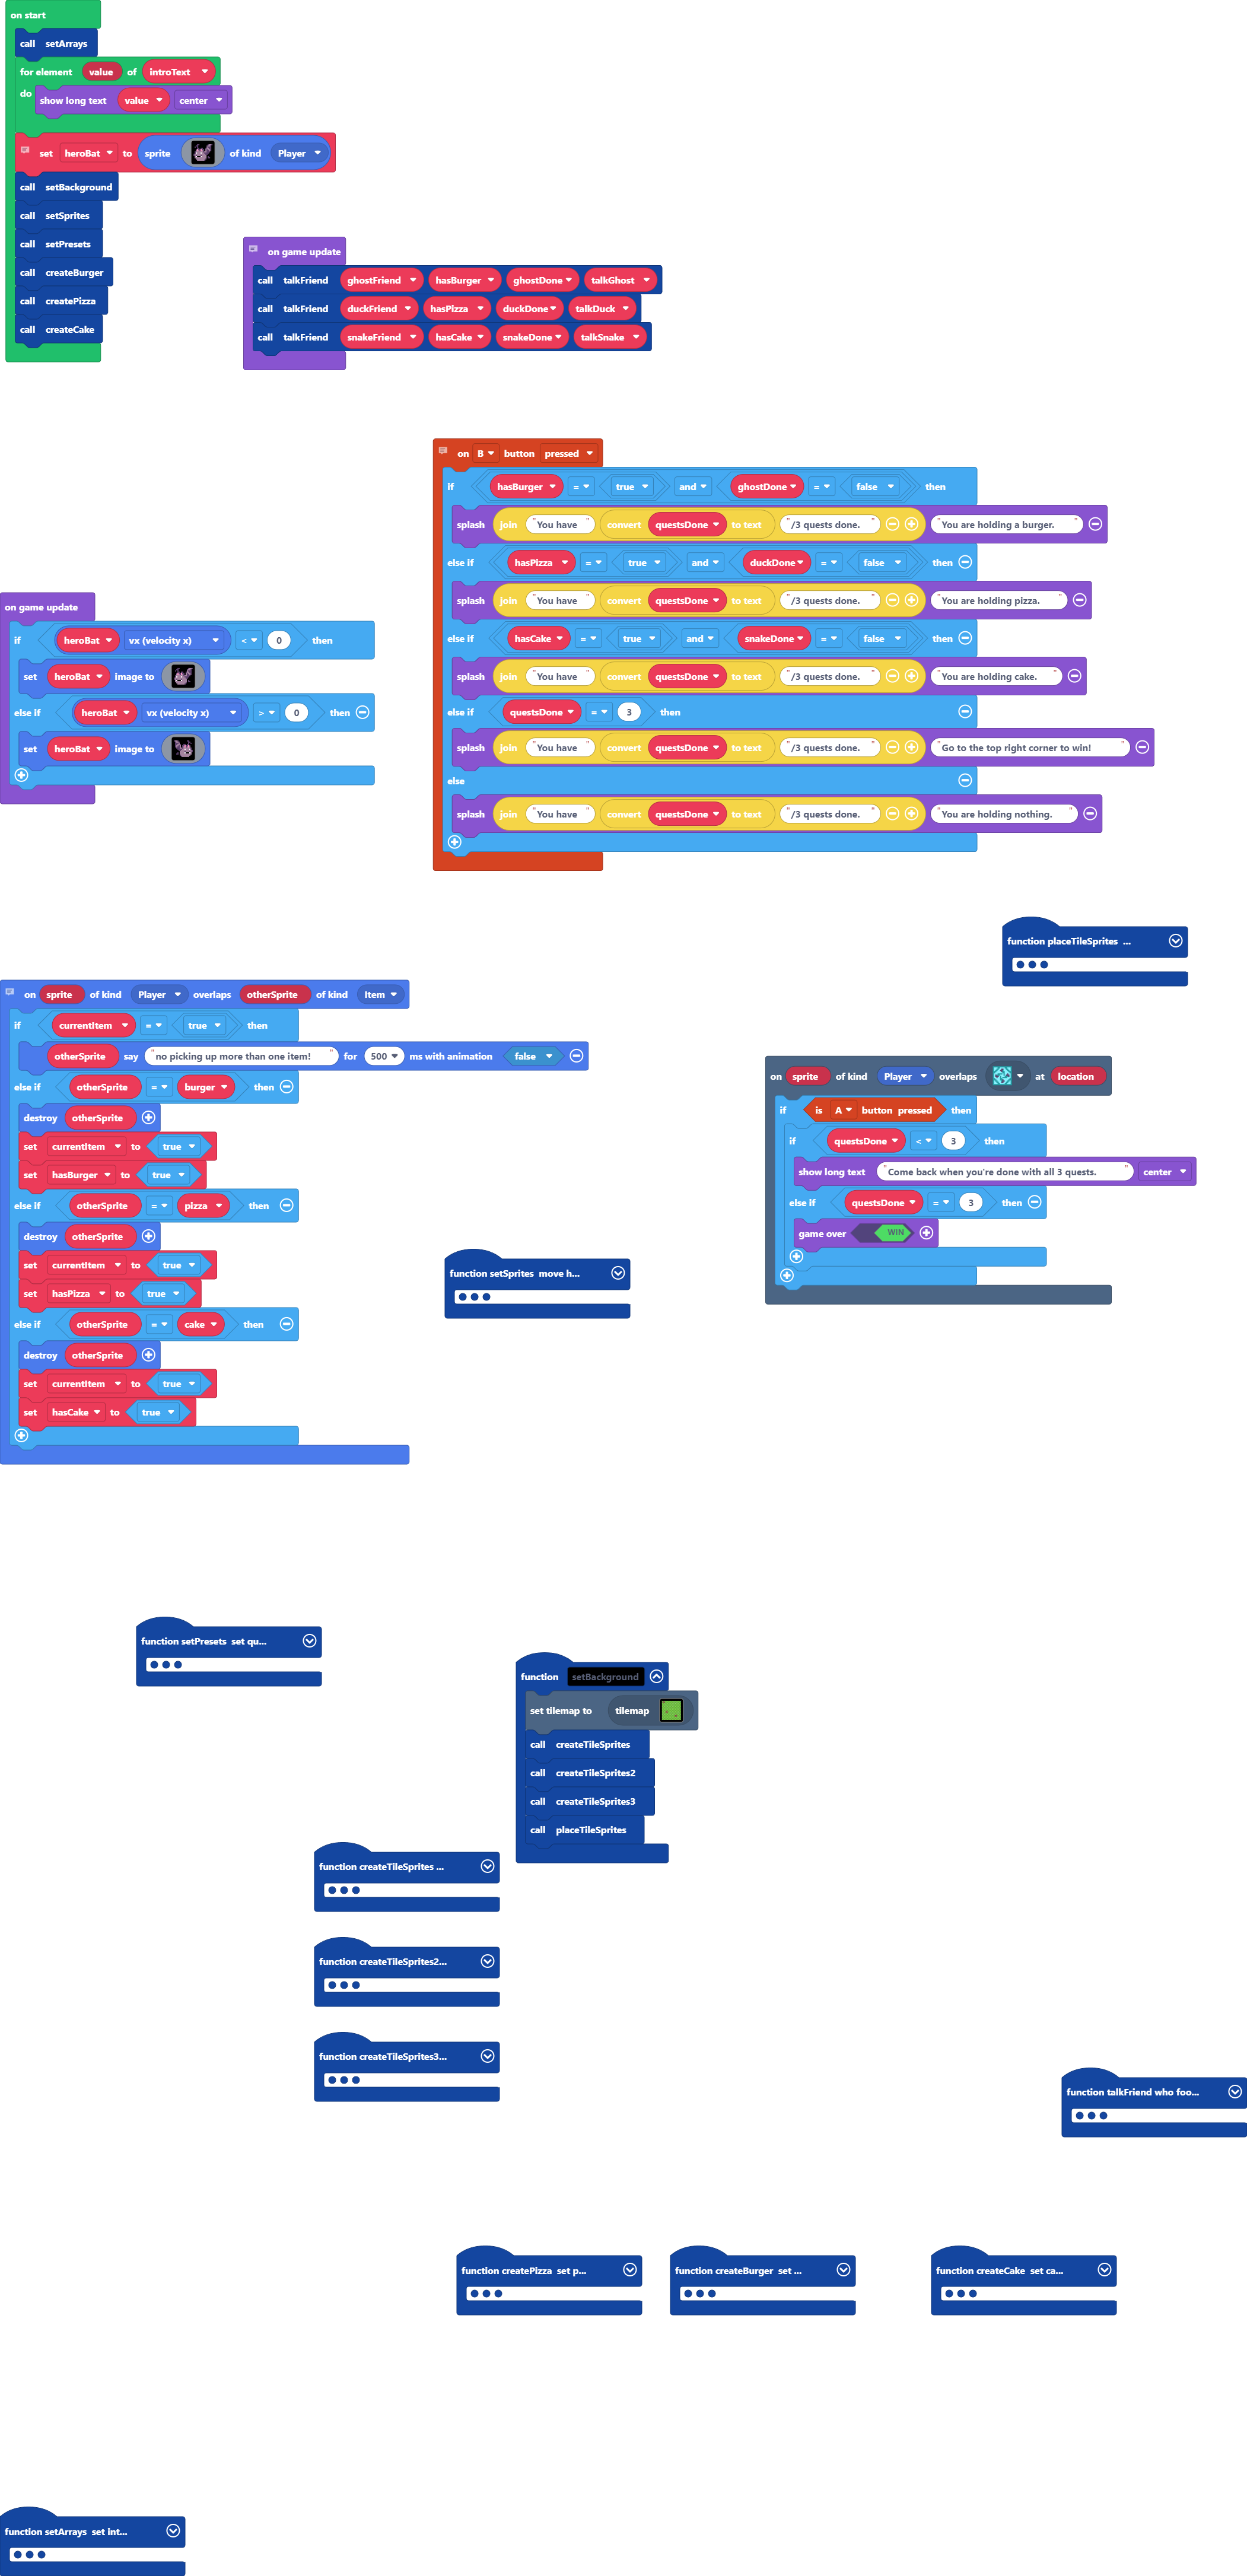 on start
call setArrays
for element value of introText
do show long text value center
set heroBat to sprite of kind Player
call setBackground
call setSprites
call setPresets
call createBurger
call createPizza
call createCake
on game update
call talkFriend ghostFriend hasBurger ghostDone talkGhost
call talkFriend duckFriend hasPizza duckDone talkDuck
call talkFriend snakeFriend hasCake snakeDone talkSnake
on B button pressed
if hasBurger = true and ghostDone = false then
splash join "You have " convert questsDone to text "/3 quests done. " "You are holding a burger. "
else if hasPizza = true and duckDone = false then
splash join "You have " convert questsDone to text "/3 quests done. " "You are holding pizza. "
else if hasCake = true and snakeDone = false then
splash join "You have " convert questsDone to text "/3 quests done. " "You are holding cake. "
else if questsDone = 3 then
splash join "You have " convert questsDone to text "/3 quests done. " "Go to the top right corner to win! "
else
splash join "You have " convert questsDone to text "/3 quests done. " "You are holding nothing. "
on game update
if heroBat vx (velocity x) < 0 then
set heroBat image to
else if heroBat vx (velocity x) > 0 then
set heroBat image to
function placeTileSprites ...
on sprite of kind Player overlaps otherSprite of kind Item
if currentItem = true then
otherSprite say "no picking up more than one item! " for 500 ms with animation false
else if otherSprite = burger then
destroy otherSprite
set currentItem to true
set hasBurger to true
else if otherSprite = pizza then
destroy otherSprite
set currentItem to true
set hasPizza to true
else if otherSprite = cake then
destroy otherSprite
set currentItem to true
set hasCake to true
on sprite of kind Player overlaps at location
if is A button pressed then
if questsDone < 3 then
show long text "Come back when you're done with all 3 quests. " center
else if questsDone = 3 then
game over WIN
function setSprites move h...
function setPresets set qu...
function setBackground
set tilemap to tilemap
call createTileSprites
call createTileSprites2
call createTileSprites3
call placeTileSprites
function createTileSprites ...
function createTileSprites2...
function createTileSprites3...
function talkFriend who foo...
function createPizza set p...
function createBurger set ...
function createCake set ca...
function setArrays set int...